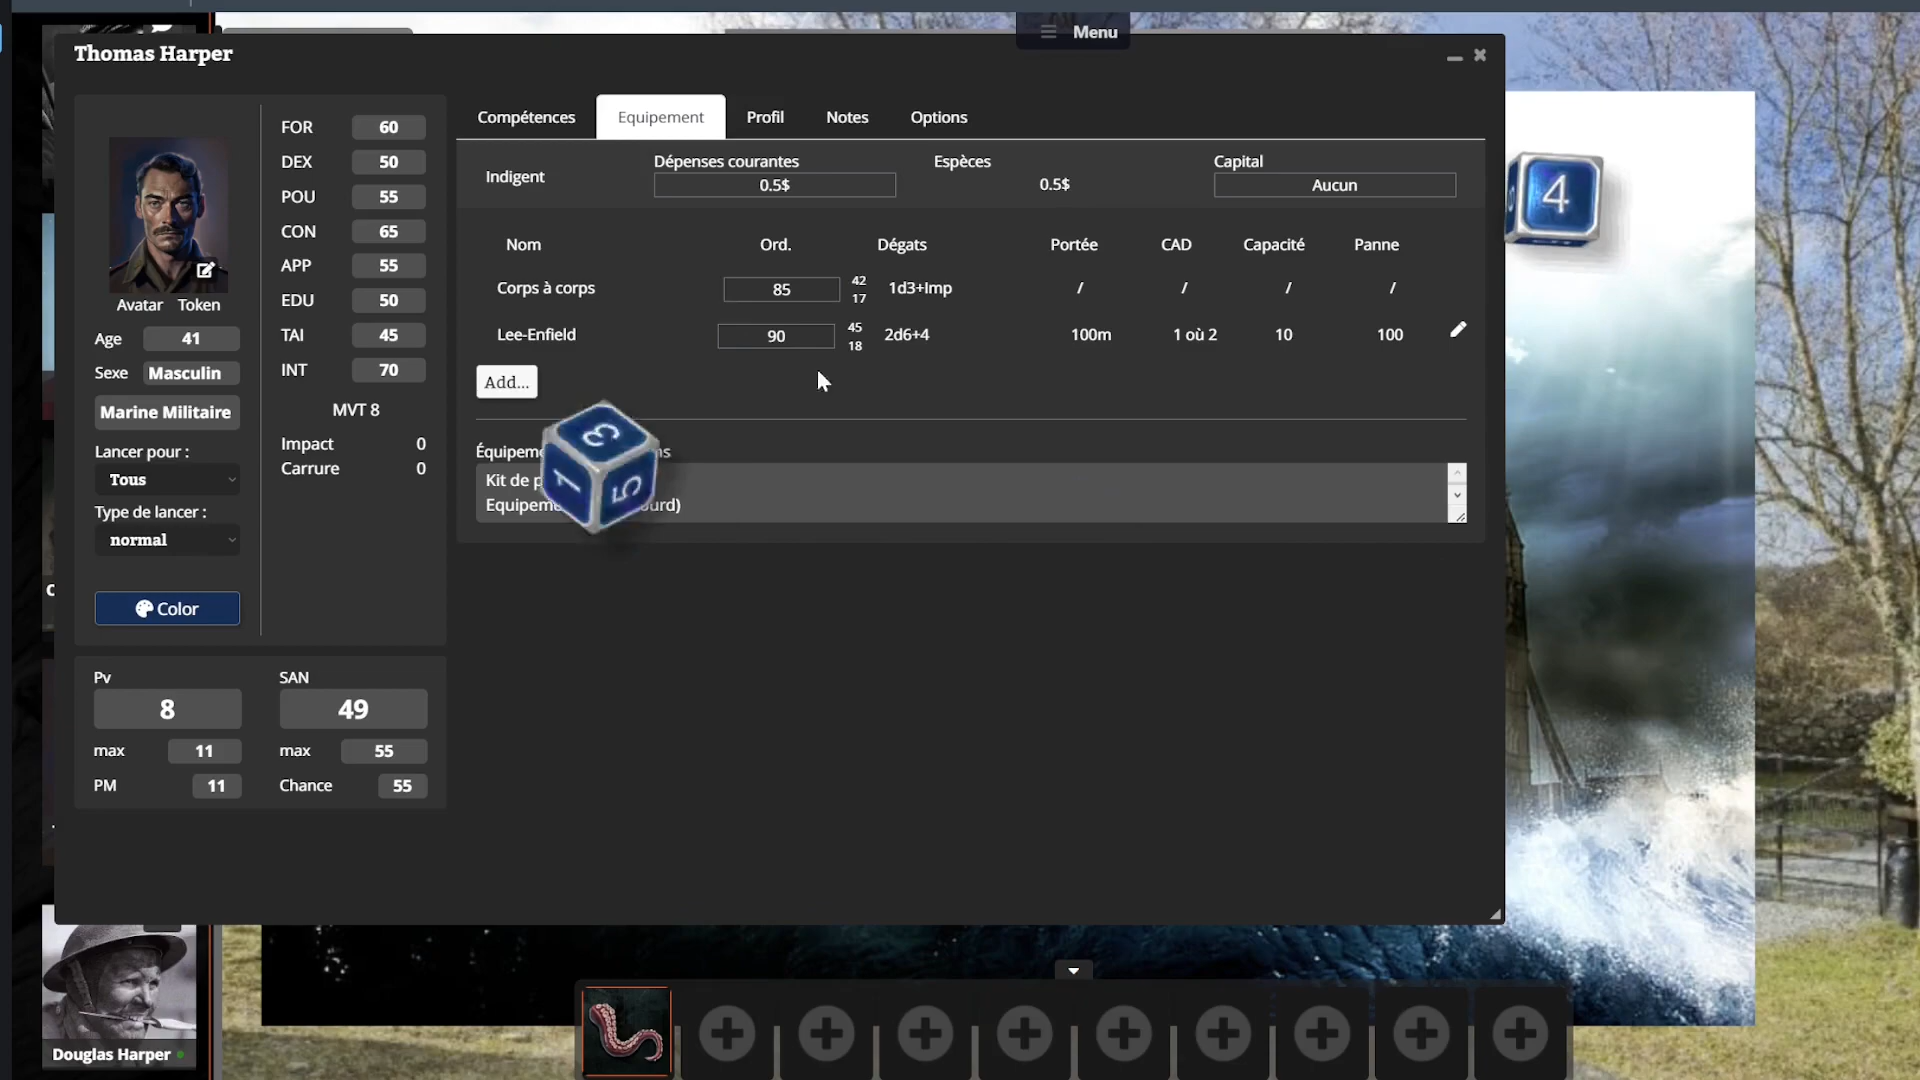 Menu
Thomas Harper
Compétences Equipement Profil Notes Options
FOR 60
DEX 50
POU 55
CON 65
APP 55
EDU 50
TAI 45
INT 70
MVT 8
Impact 0
Carrure 0
Avatar Token
Age 41
Sexe Masculin
Marine Militaire
Lancer pour :
Tous
Type de lancer :
normal
Color
Pv
8
max 11
PM 11
SAN
49
max 55
Chance 55
Indigent
Dépenses courantes
0.5$
Espèces
0.5$
Capital
Aucun
Nom Ord. Dégats Portée CAD Capacité Panne
Corps à corps 85 42 17 1d3+Imp / / / /
Lee-Enfield 90 45 18 2d6+4 100m 1 où 2 10 100
Add...
Kit de
3
1
5
4
Douglas Harper